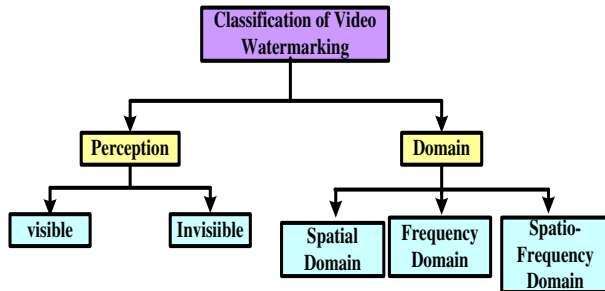 Classification of Video
Watermarking
Perception
Domain
visible
Invisiible
Spatial
Domain
Frequency
Domain
Spatio-
Frequency
Domain